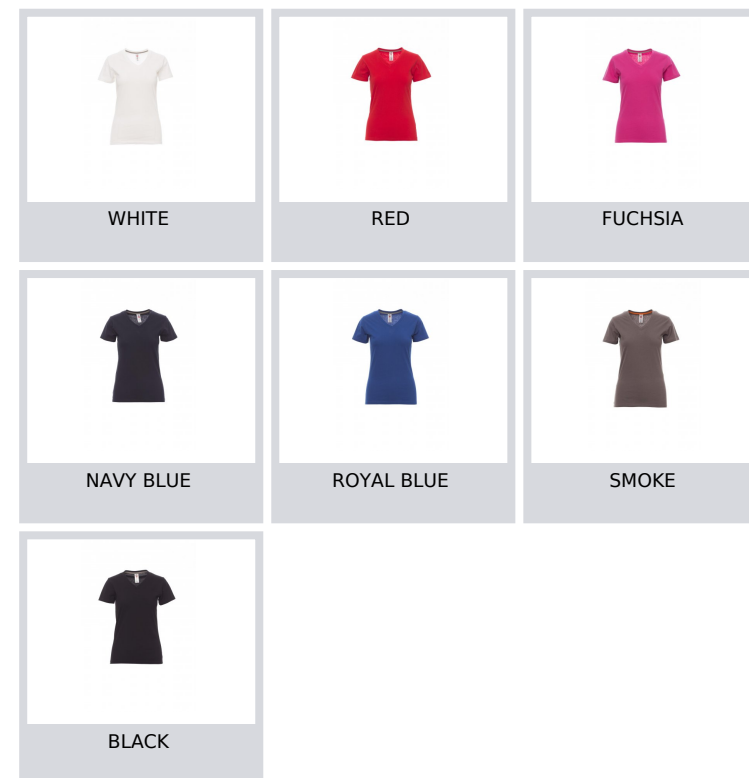 WHITE
RED
FUCHSIA
NAVY BLUE
ROYAL BLUE
SMOKE
BLACK